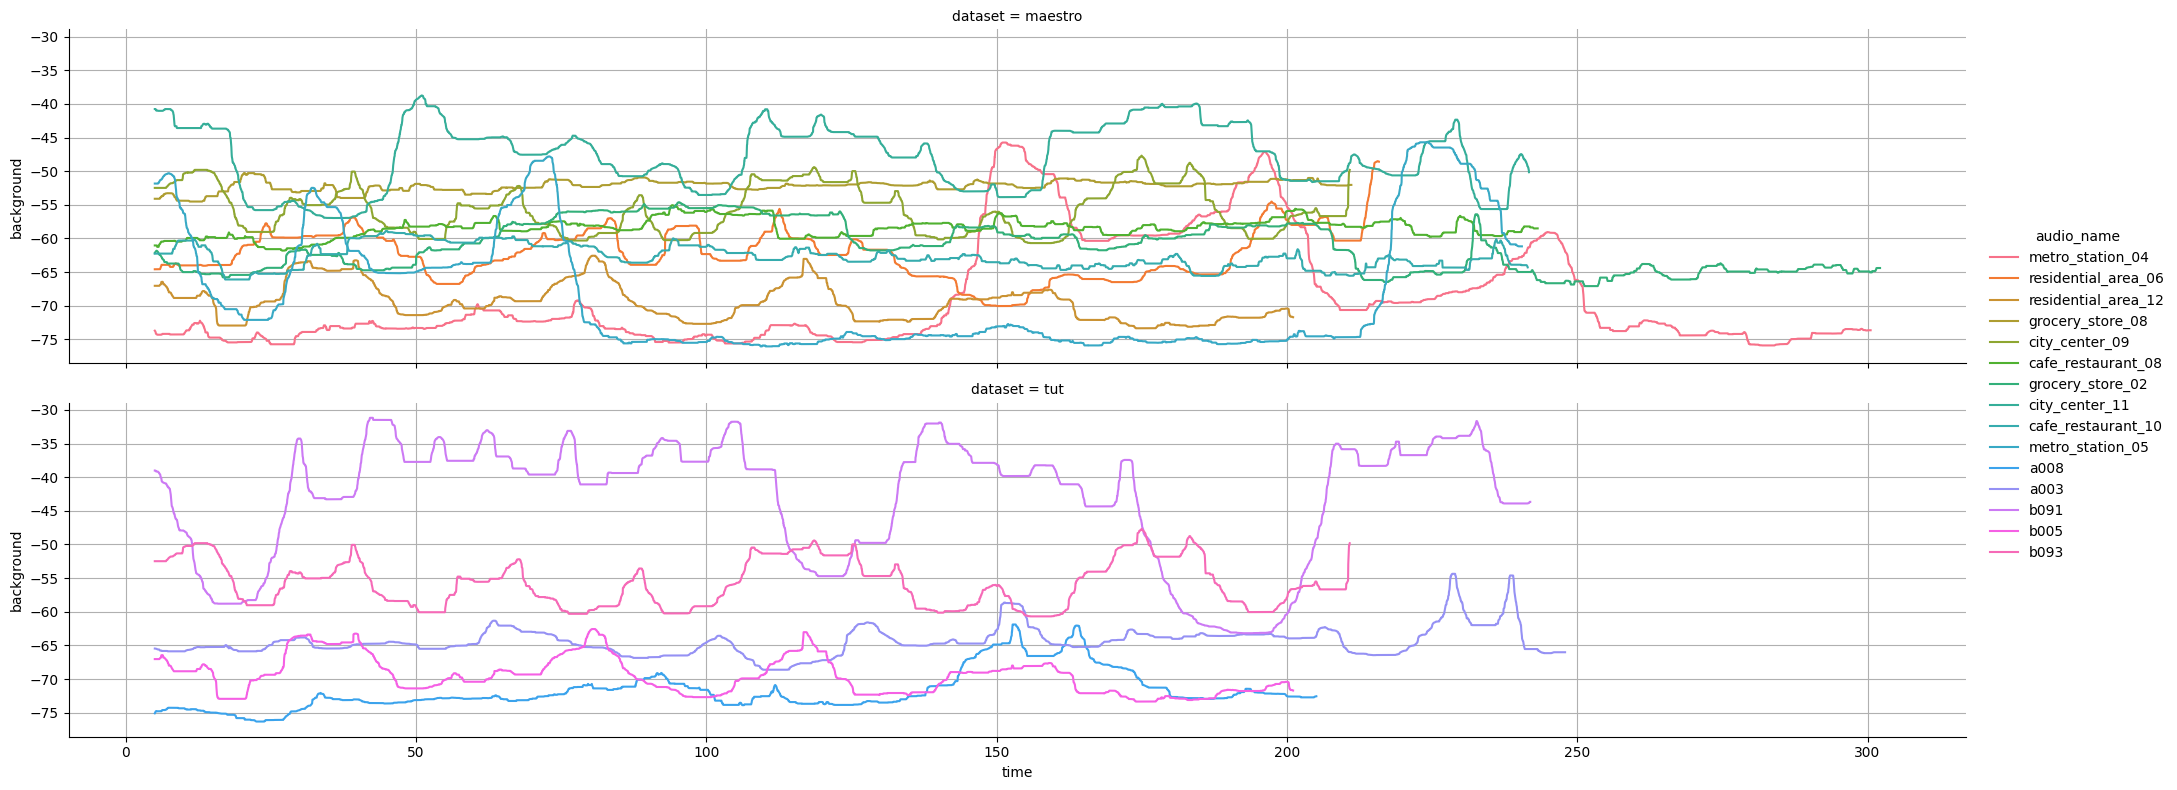 dataset = maestro
−30
−35
−40
−45
−50
−55
−60
−65
−70
−75
background
dataset = tut
−30
−35
−40
−45
−50
−55
−60
−65
−70
−75
background
0
50
100
150
200
250
300
time
audio_name
metro_station_04
residential_area_06
residential_area_12
grocery_store_08
city_center_09
cafe_restaurant_08
grocery_store_02
city_center_11
cafe_restaurant_10
metro_station_05
a008
a003
b091
b005
b093